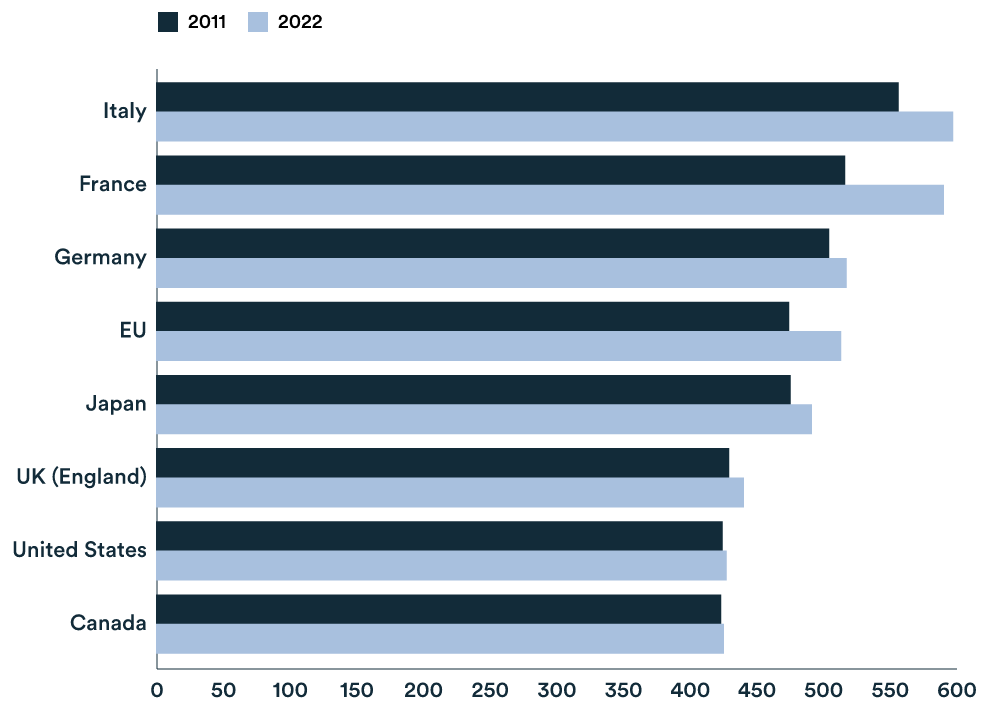 2011 2022
Italy
France
Germany
EU
Japan
UK (England)
United States
Canada
0 50 100 150 200 250 300 350 400 450 500 550 600